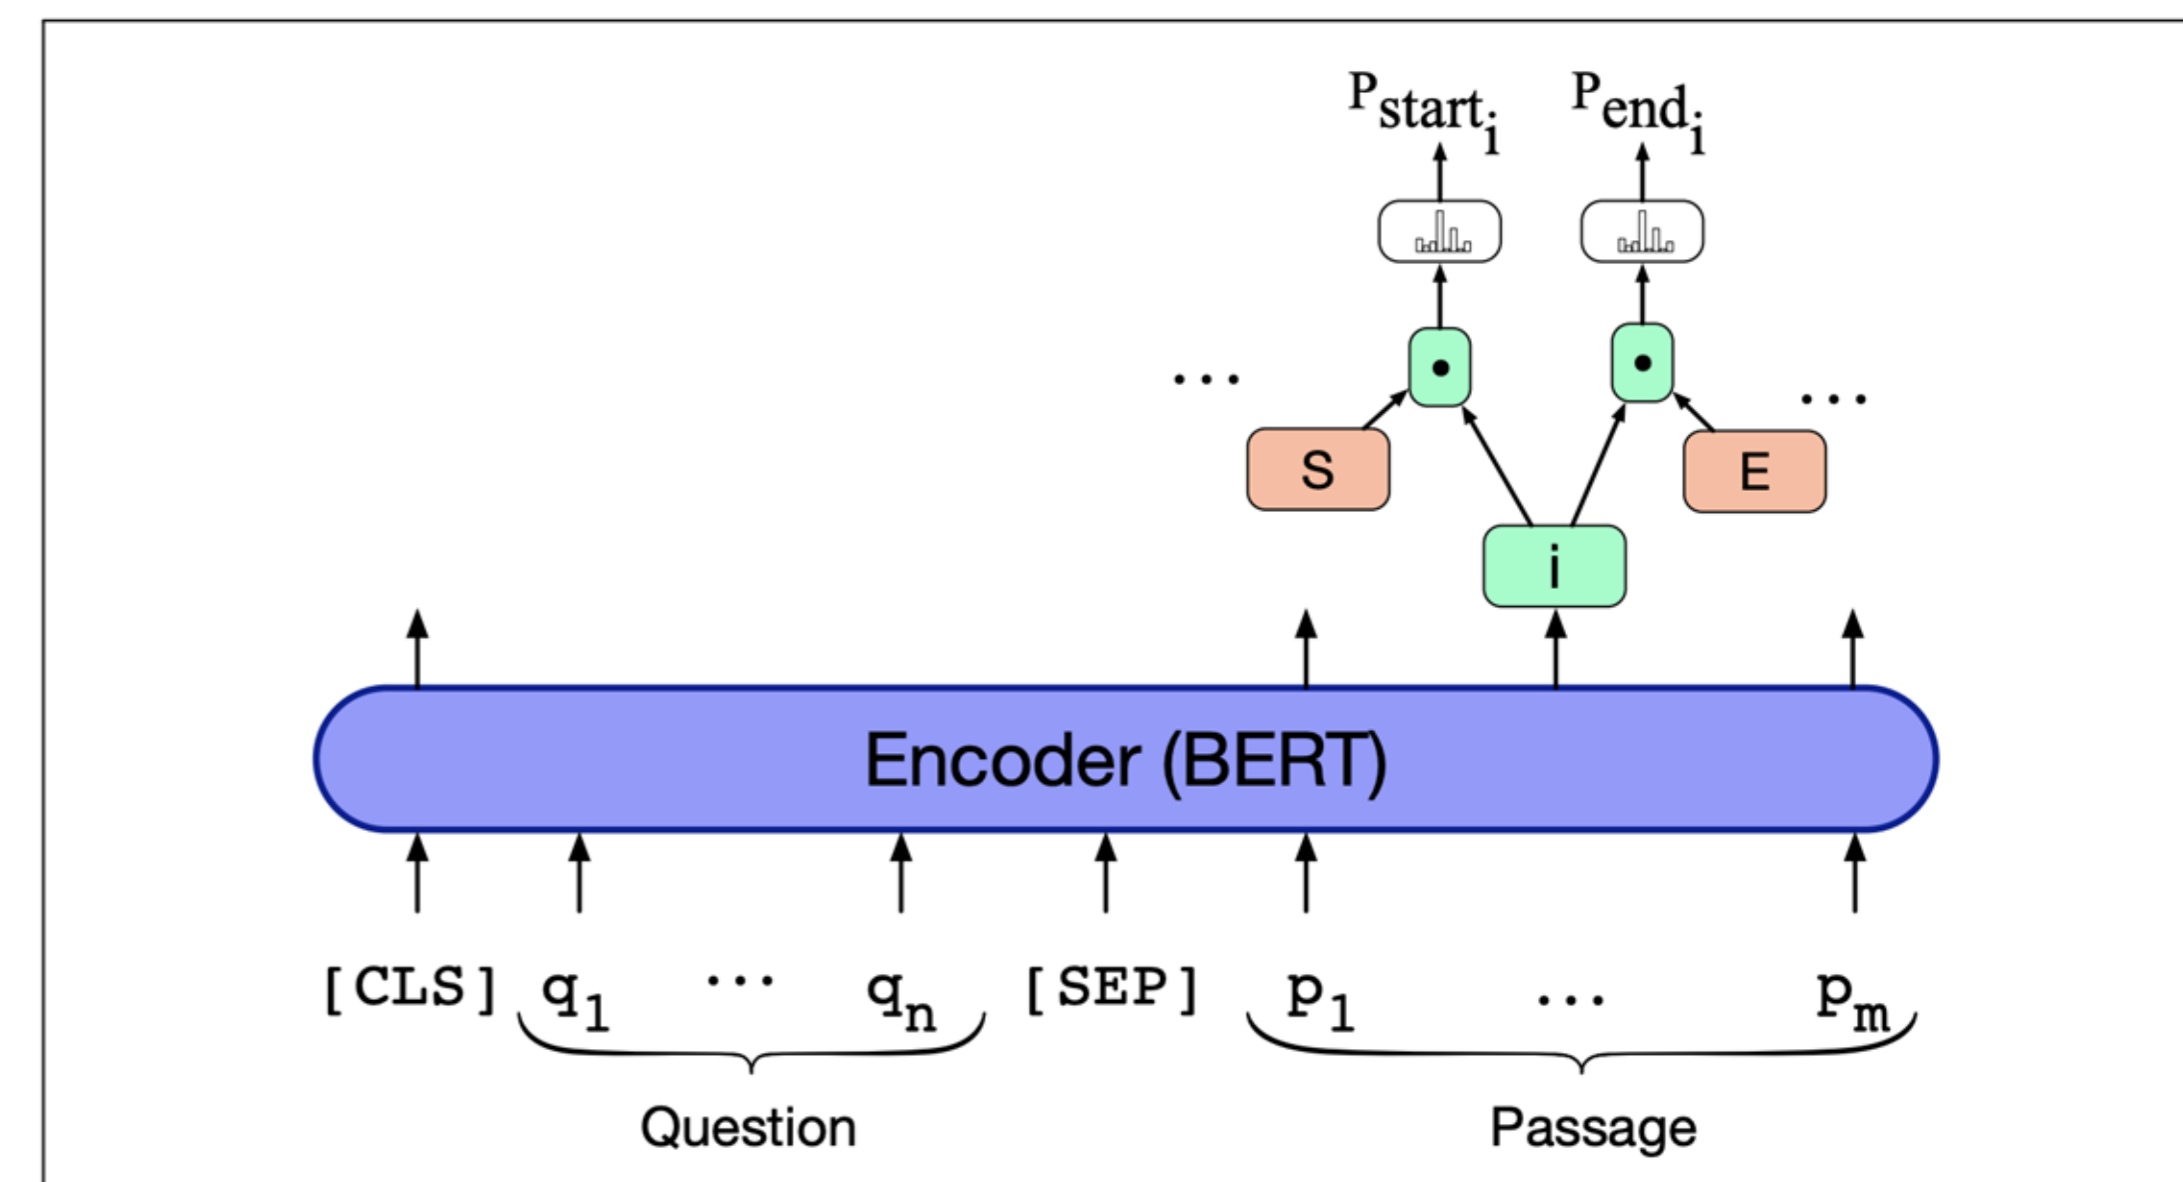 Pstarti Pendi
... ...
S E
i
Encoder (BERT)
[CLS] q1 ... qn [SEP] p1 ... pm
Question Passage